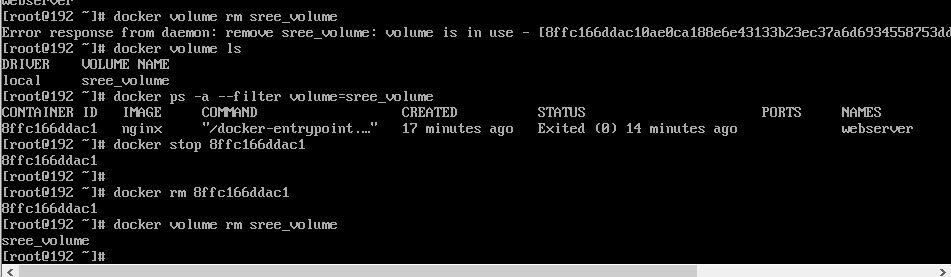 webserver
[root@192 ~]# docker volume rm sree_volume
Error response from daemon: remove sree_volume: volume is in use - [8ffc166ddac10ae0ca188e6e43133b23ec37a6d6934558753dd
[root@192 ~]# docker volume ls
DRIVER    VOLUME NAME
local     sree_volume
[root@192 ~]# docker ps -a --filter volume=sree_volume
CONTAINER ID   IMAGE     COMMAND                  CREATED          STATUS                      PORTS     NAMES
8ffc166ddac1   nginx     "/docker-entrypoint.…"   17 minutes ago   Exited (0) 14 minutes ago             webserver
[root@192 ~]# docker stop 8ffc166ddac1
8ffc166ddac1
[root@192 ~]#
[root@192 ~]# docker rm 8ffc166ddac1
8ffc166ddac1
[root@192 ~]# docker volume rm sree_volume
sree_volume
[root@192 ~]#